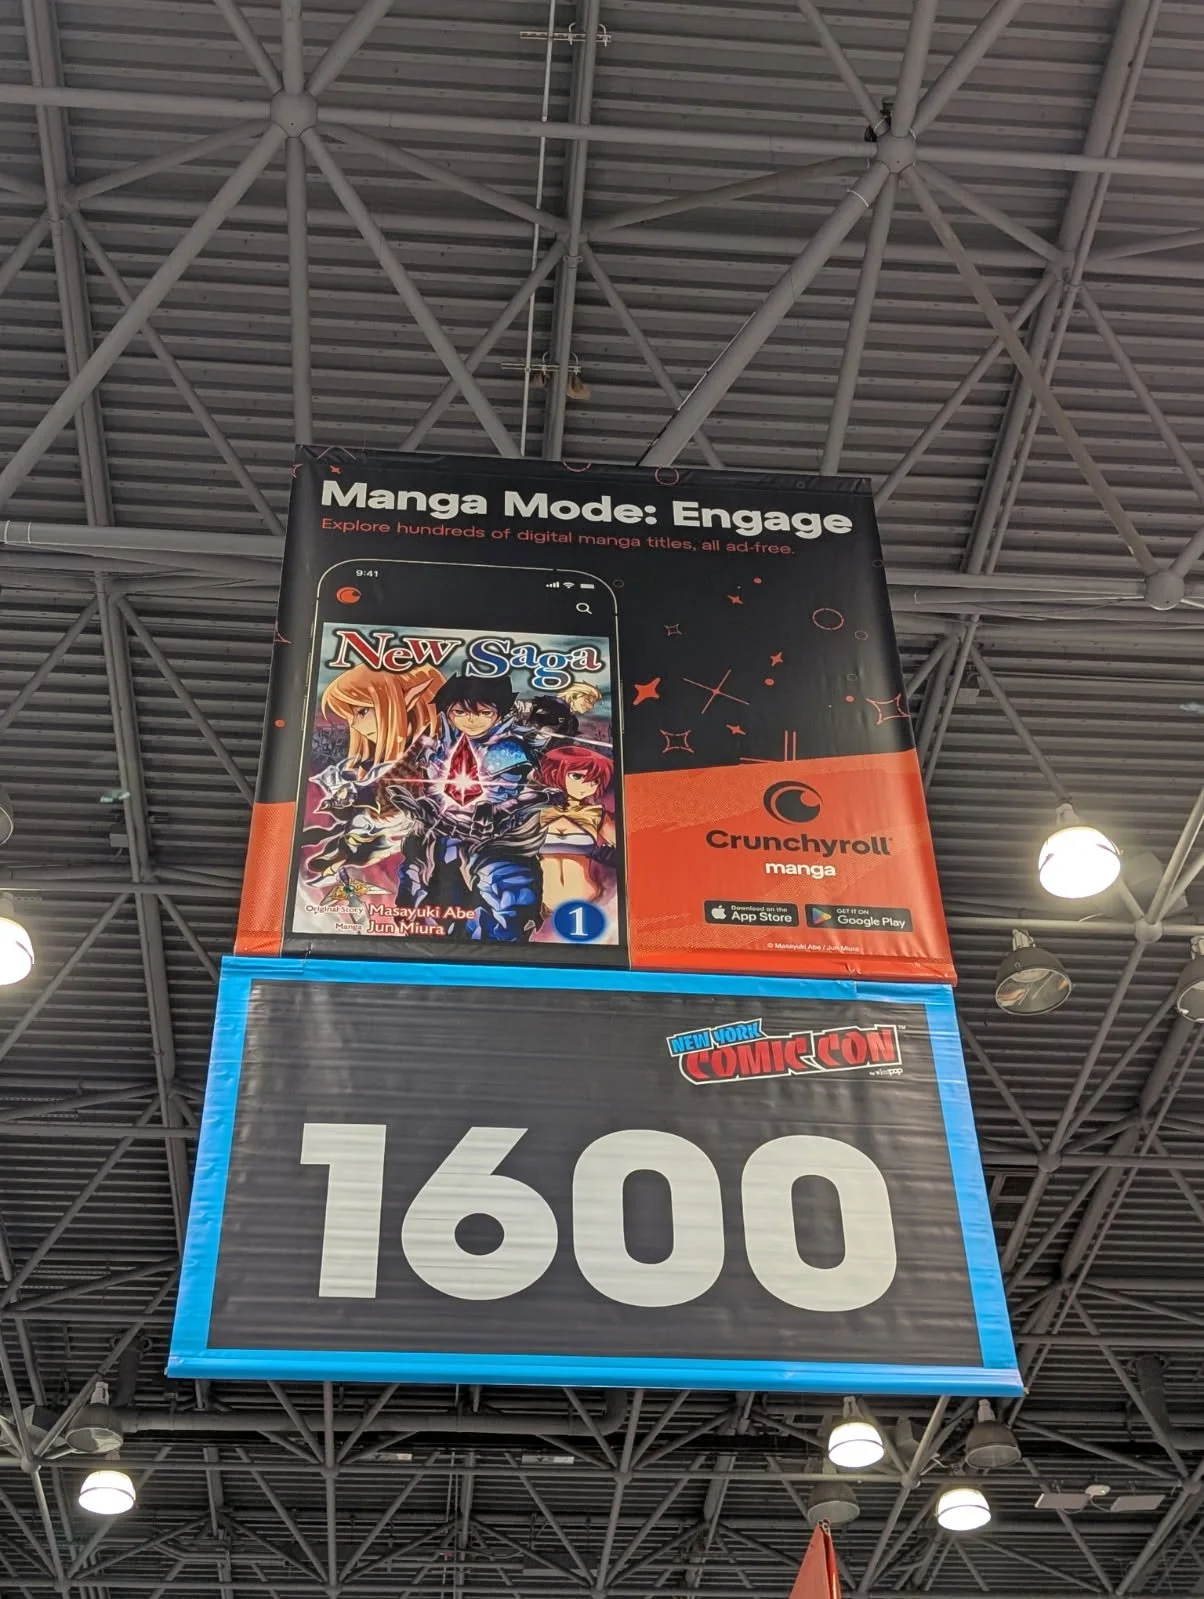 Manga Mode: Engage
Explore hundreds of digital manga titles, all ad-free.
9:41
New Saga
Original Story Masayuki Abe
Manga Jun Miura
1
Crunchyroll
manga
Download on the
App Store
GET IT ON
Google Play
© Masayuki Abe / Jun Miura
NEW YORK
COMIC CON™
1600